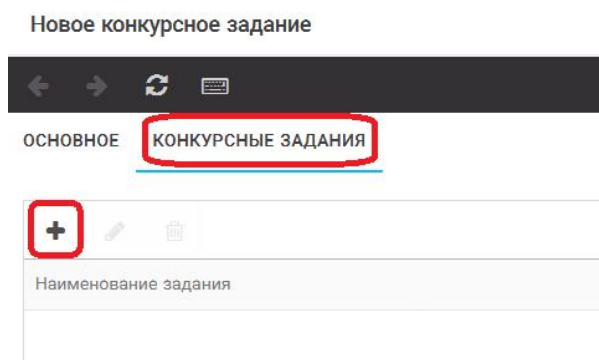 Новое конкурсное задание
ОСНОВНОЕ КОНКУРСНЫЕ ЗАДАНИЯ
Наименование задания